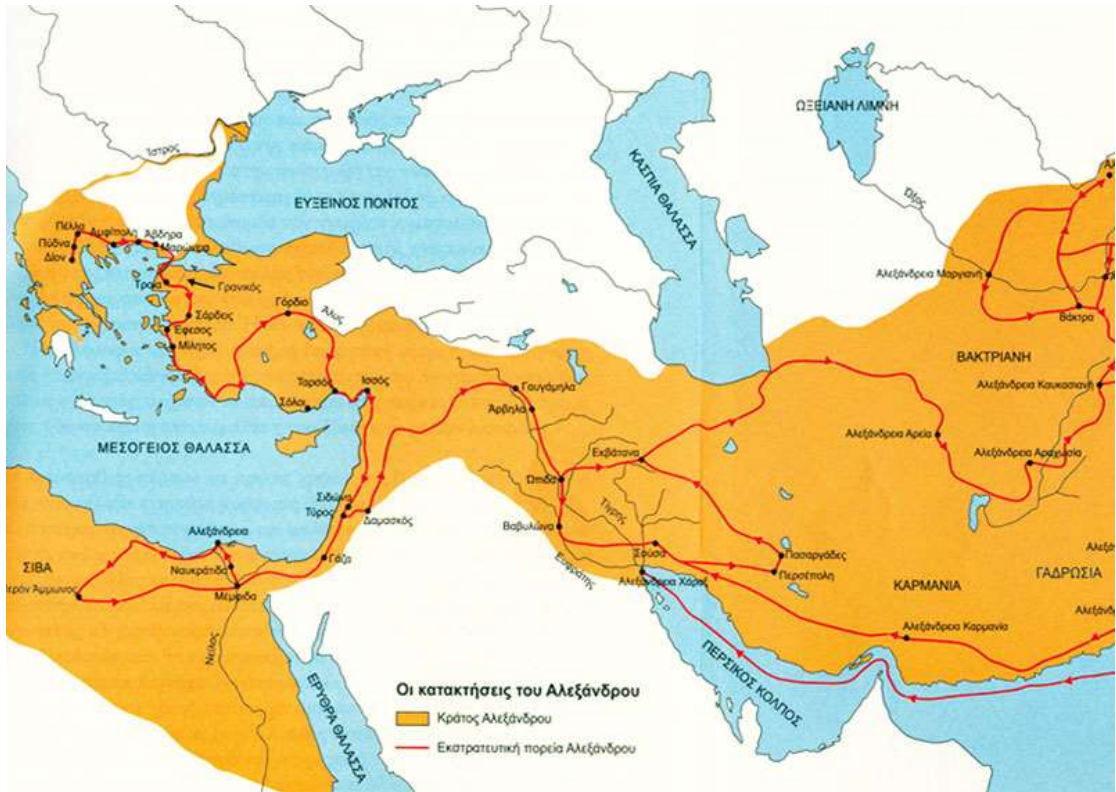 ΩΞΕΙΑΝΗ ΛΙΜΝΗ
Ίστρος
ΚΑΣΠΙΑ ΘΑΛΑΣΣΑ
ΕΥΞΕΙΝΟΣ ΠΟΝΤΟΣ
Ώξος
Πέλλα
Αμφίπολη
Άβδηρα
Πύδνα
Μαρώνεια
Δίον
Τροία
Γρανικός
Αλεξάνδρεια Μαργιανή
Σάρδεις
Γόρδιο
Άλυς
Βάκτρα
Έφεσος
Μίλητος
ΒΑΚΤΡΙΑΝΗ
Ταρσός
Ισσός
Γαυγάμηλα
Αλεξάνδρεια Καυκασιανή
Σόλοι
Άρβηλα
Αλεξάνδρεια Αρεία
ΜΕΣΟΓΕΙΟΣ ΘΑΛΑΣΣΑ
Εκβάτανα
Αλεξάνδρεια Αραχωσία
Ώπιδα
Σιδώνα
Τύρος
Δαμασκός
Τίγρης
Βαβυλώνα
Αλεξάνδρεια
Γάζα
Σούσα
Πασαργάδες
ΣΙΒΑ
Ναυκρατίδα
Ευφράτης
Περσέπολη
ΓΑΔΡΩΣΙΑ
Αλεξάνδρεια Χάραξ
ΚΑΡΜΑΝΙΑ
Άμμωνος
Μέμφιδα
Αλεξάνδρεια Καρμανία
Νείλος
ΠΕΡΣΙΚΟΣ ΚΟΛΠΟΣ
ΕΡΥΘΡΑ ΘΑΛΑΣΣΑ
Οι κατακτήσεις του Αλεξάνδρου
Κράτος Αλεξάνδρου
Εκστρατευτική πορεία Αλεξάνδρου